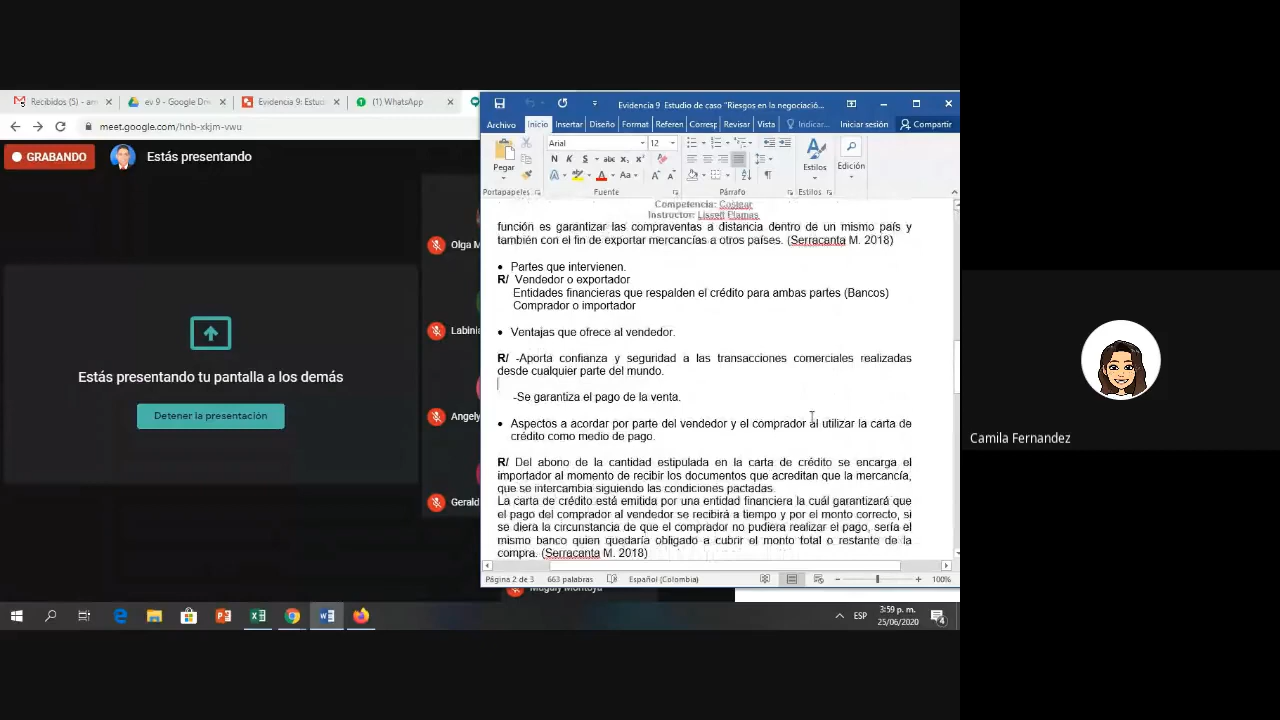 Recibidos (5) - am
ev 9 - Google Dri
Evidencia 9: Estu
(1) WhatsApp
meet.google.com/hnb-xkjm-vwu
GRABANDO
Estás presentando
Estás presentando tu pantalla a los demás
Detener la presentación
Olga M
Labinia
Angely
Gerald
Evidencia 9 Estudio de caso "Riesgos en la negociació...
Archivo Inicio Insertar Diseño Format Referen Corresp Revisar Vista Indicar. Iniciar sesión Compartir
Pegar
Arial 12
N K S abc x₂ x²
Estilos
Edición
Portapapeles Fuente Párrafo Estilos
Competencia: Costear
Instructor: Lissett Plamas
función es garantizar las compraventas a distancia dentro de un mismo país y
también con el fin de exportar mercancías a otros países. (Serracanta M. 2018)
• Partes que intervienen.
R/ Vendedor o exportador
Entidades financieras que respalden el crédito para ambas partes (Bancos)
Comprador o importador
• Ventajas que ofrece al vendedor.
R/ -Aporta confianza y seguridad a las transacciones comerciales realizadas
desde cualquier parte del mundo.
-Se garantiza el pago de la venta.
• Aspectos a acordar por parte del vendedor y el comprador al utilizar la carta de
crédito como medio de pago.
R/ Del abono de la cantidad estipulada en la carta de crédito se encarga el
importador al momento de recibir los documentos que acreditan que la mercancía,
que se intercambia siguiendo las condiciones pactadas.
La carta de crédito está emitida por una entidad financiera la cuál garantizará que
el pago del comprador al vendedor se recibirá a tiempo y por el monto correcto, si
se diera la circunstancia de que el comprador no pudiera realizar el pago, sería el
mismo banco quien quedaría obligado a cubrir el monto total o restante de la
compra. (Serracanta M. 2018)
Página 2 de 3 663 palabras Español (Colombia) 100%
Magaly Montoya
ESP
3:59 p. m.
25/06/2020
4
Camila Fernandez